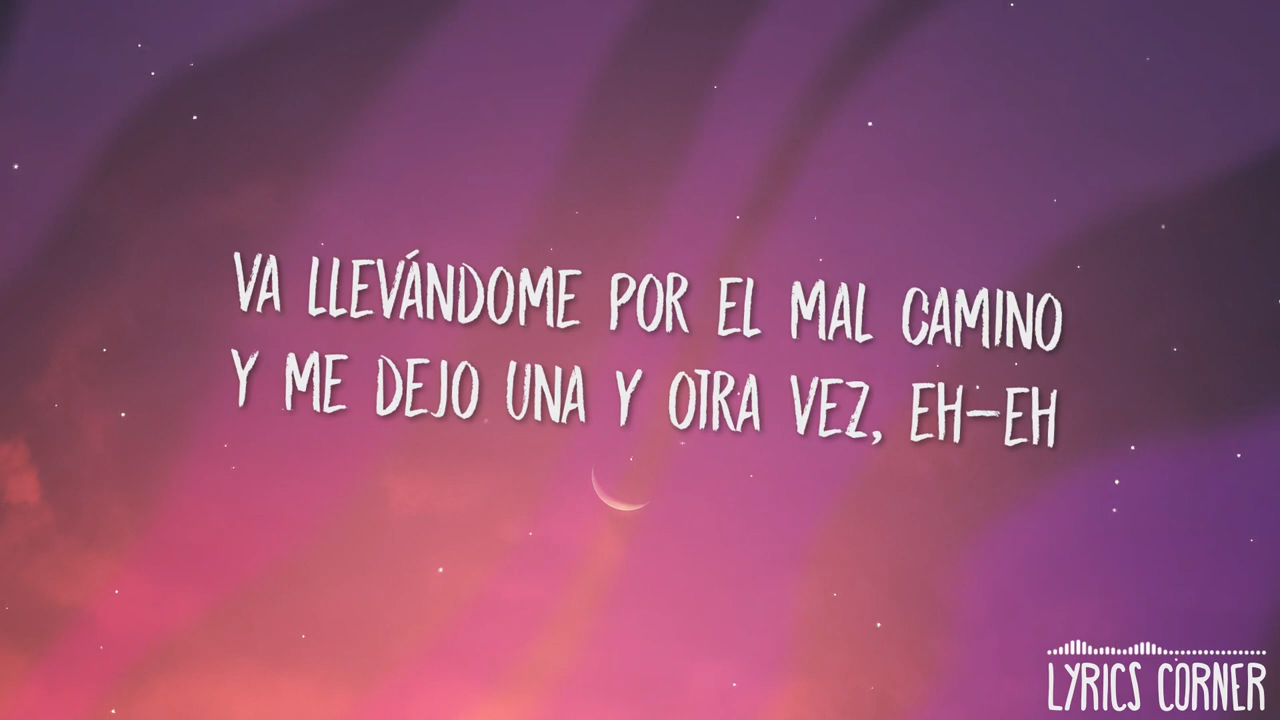 VA LLEVÁNDOME POR EL MAL CAMINO
Y ME DEJO UNA Y OTRA VEZ, EH-EH
LYRICS CORNER